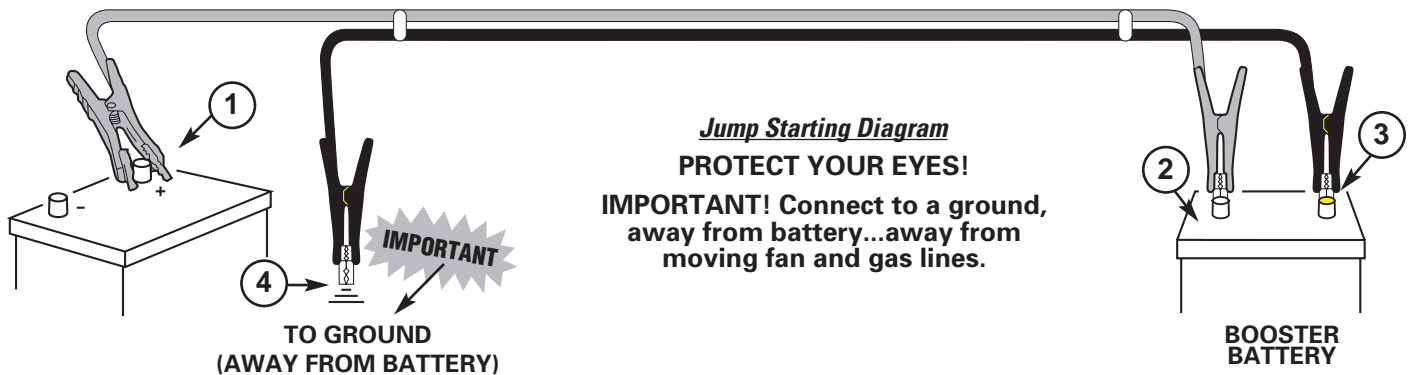 1
+
-
Jump Starting Diagram
PROTECT YOUR EYES!
IMPORTANT! Connect to a ground,
away from battery...away from
moving fan and gas lines.
3
2
IMPORTANT
4
TO GROUND
(AWAY FROM BATTERY)
BOOSTER
BATTERY